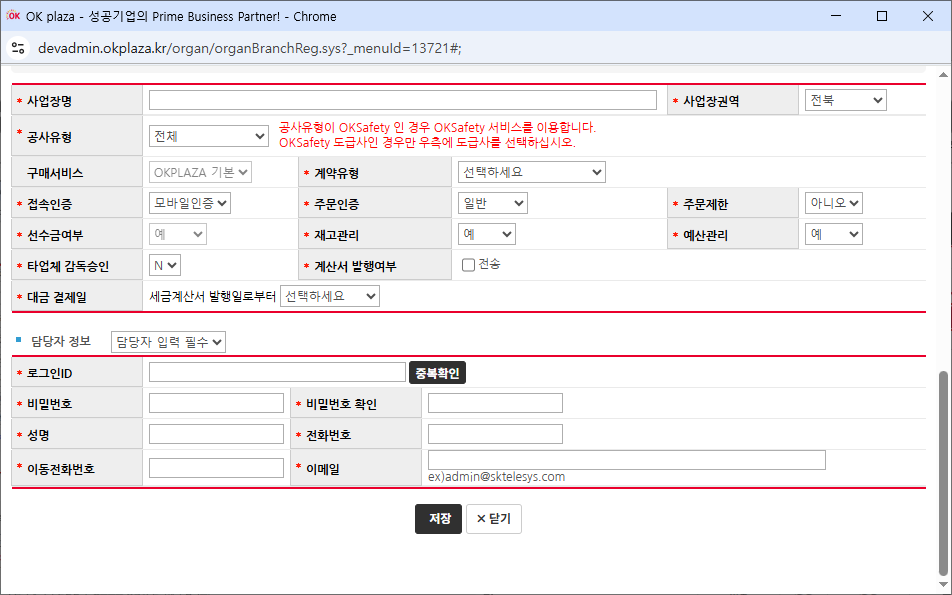 OK plaza - 성공기업의 Prime Business Partner! - Chrome
devadmin.okplaza.kr/organ/organBranchReg.sys?_menuId=13721#;
* 사업장명 * 사업장권역 전북
* 공사유형 전체 공사유형이 OKSafety 인 경우 OKSafety 서비스를 이용합니다.
OKSafety 도급사인 경우만 우측에 도급사를 선택하십시오.
구매서비스 OKPLAZA 기본 * 계약유형 선택하세요
* 접속인증 모바일인증 * 주문인증 일반 * 주문제한 아니오
* 선수금여부 예 * 재고관리 예 * 예산관리 예
* 타업체 감독승인 N * 계산서 발행여부 전송
* 대금 결제일 세금계산서 발행일로부터 선택하세요
담당자 정보 담당자 입력 필수
* 로그인ID 중복확인
* 비밀번호 * 비밀번호 확인
* 성명 * 전화번호
* 이동전화번호 * 이메일
ex)admin@sktelesys.com
저장 × 닫기